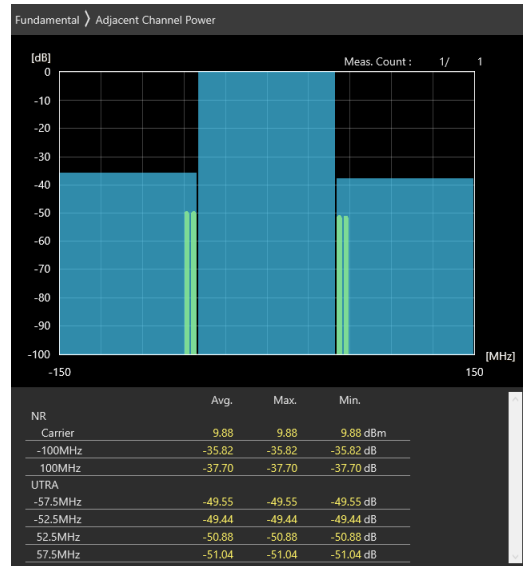 Fundamental 〉 Adjacent Channel Power
[dB]
Meas. Count : 1/ 1
0
-10
-20
-30
-40
-50
-60
-70
-80
-90
-100
[MHz]
-150 150
Avg. Max. Min.
NR
Carrier 9.88 9.88 9.88 dBm
-100MHz -35.82 -35.82 -35.82 dB
100MHz -37.70 -37.70 -37.70 dB
UTRA
-57.5MHz -49.55 -49.55 -49.55 dB
-52.5MHz -49.44 -49.44 -49.44 dB
52.5MHz -50.88 -50.88 -50.88 dB
57.5MHz -51.04 -51.04 -51.04 dB